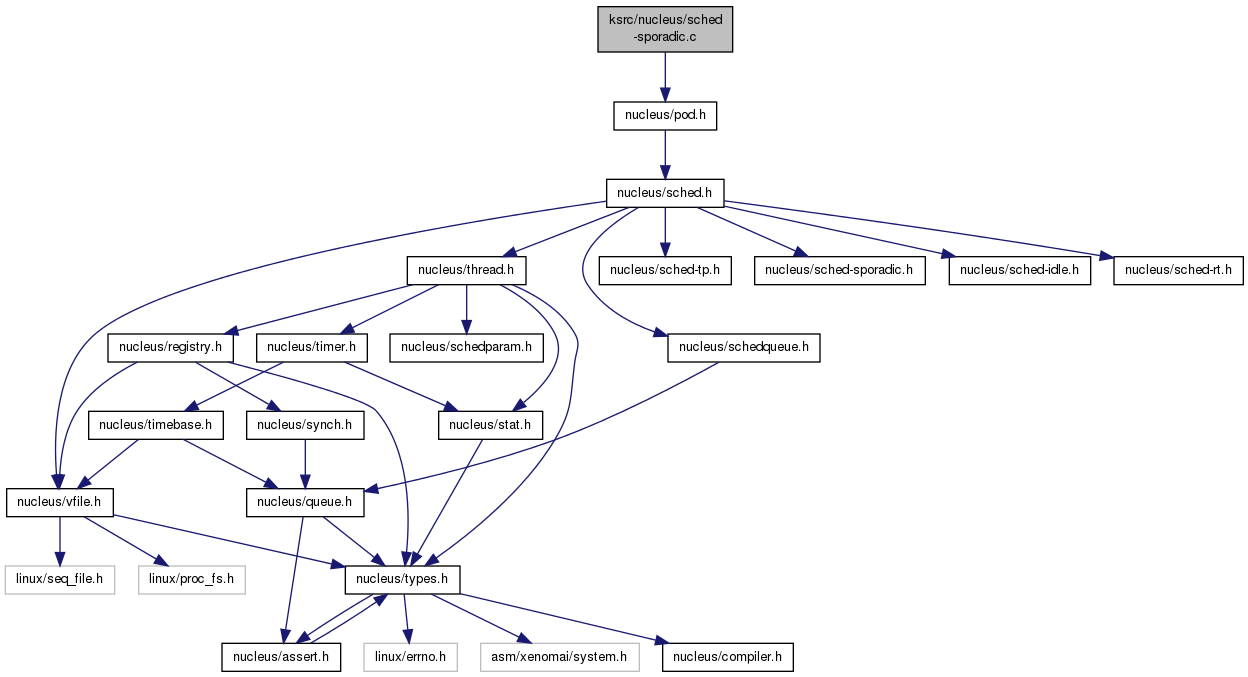 ksrc/nucleus/sched
-sporadic.c
nucleus/pod.h
nucleus/sched.h
nucleus/thread.h
nucleus/sched-tp.h
nucleus/sched-sporadic.h
nucleus/sched-idle.h
nucleus/sched-rt.h
nucleus/registry.h
nucleus/timer.h
nucleus/schedparam.h
nucleus/schedqueue.h
nucleus/timebase.h
nucleus/synch.h
nucleus/stat.h
nucleus/vfile.h
nucleus/queue.h
linux/seq_file.h
linux/proc_fs.h
nucleus/types.h
nucleus/assert.h
linux/errno.h
asm/xenomai/system.h
nucleus/compiler.h